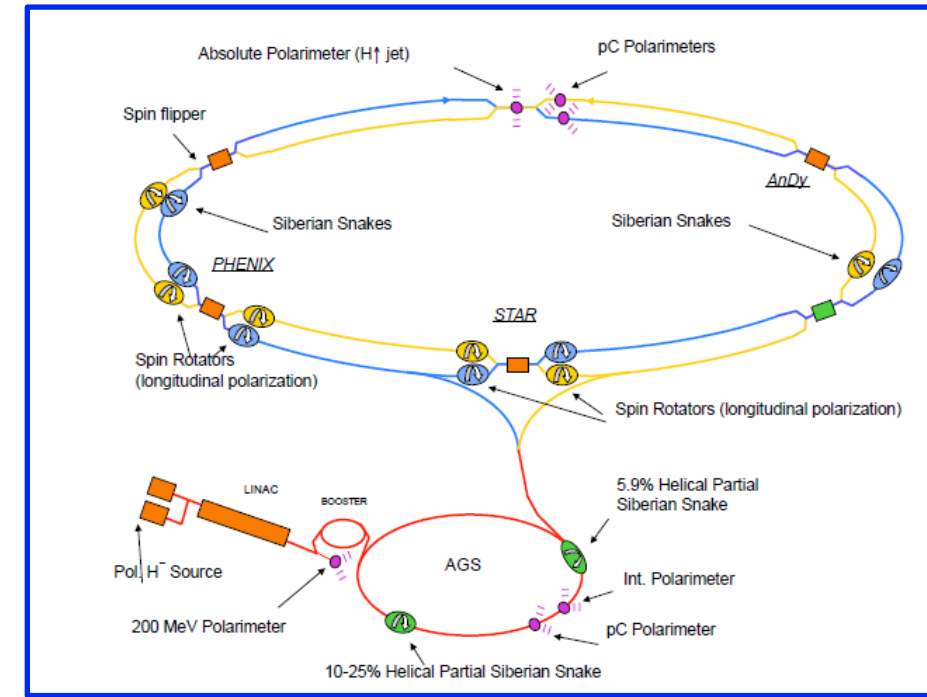 Absolute Polarimeter (H↑ jet)
pC Polarimeters
Spin flipper
AnDy
Siberian Snakes
Siberian Snakes
PHENIX
STAR
Spin Rotators
(longitudinal polarization)
Spin Rotators (longitudinal polarization)
LINAC
BOOSTER
5.9% Helical Partial
Siberian Snake
AGS
Pol. H⁻ Source
Int. Polarimeter
200 MeV Polarimeter
pC Polarimeter
10-25% Helical Partial Siberian Snake